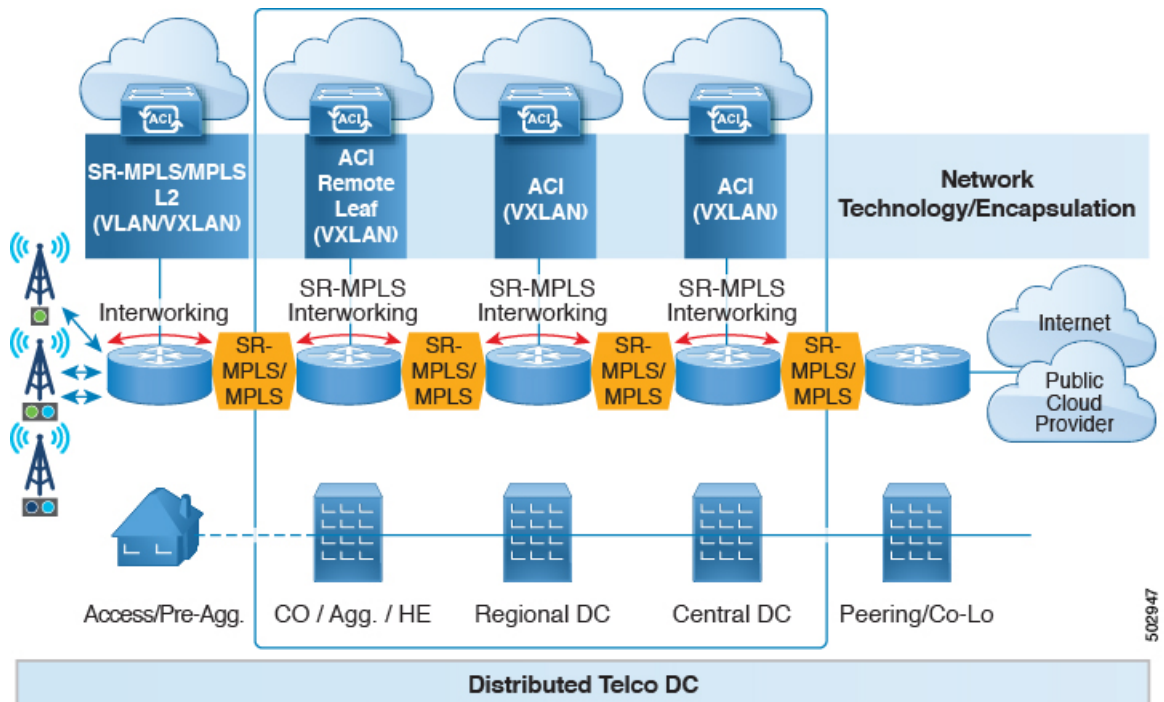 ACI
ACI
ACI
ACI
SR-MPLS/MPLS
L2
(VLAN/VXLAN)
ACI
Remote
Leaf
(VXLAN)
ACI
(VXLAN)
ACI
(VXLAN)
Network
Technology/Encapsulation
Interworking
SR-MPLS
Interworking
SR-MPLS
Interworking
SR-MPLS
Interworking
SR-
MPLS/
MPLS
SR-
MPLS/
MPLS
SR-
MPLS/
MPLS
SR-
MPLS/
MPLS
Internet
Public
Cloud
Provider
Access/Pre-Agg.
CO / Agg. / HE
Regional DC
Central DC
Peering/Co-Lo
502947
Distributed Telco DC